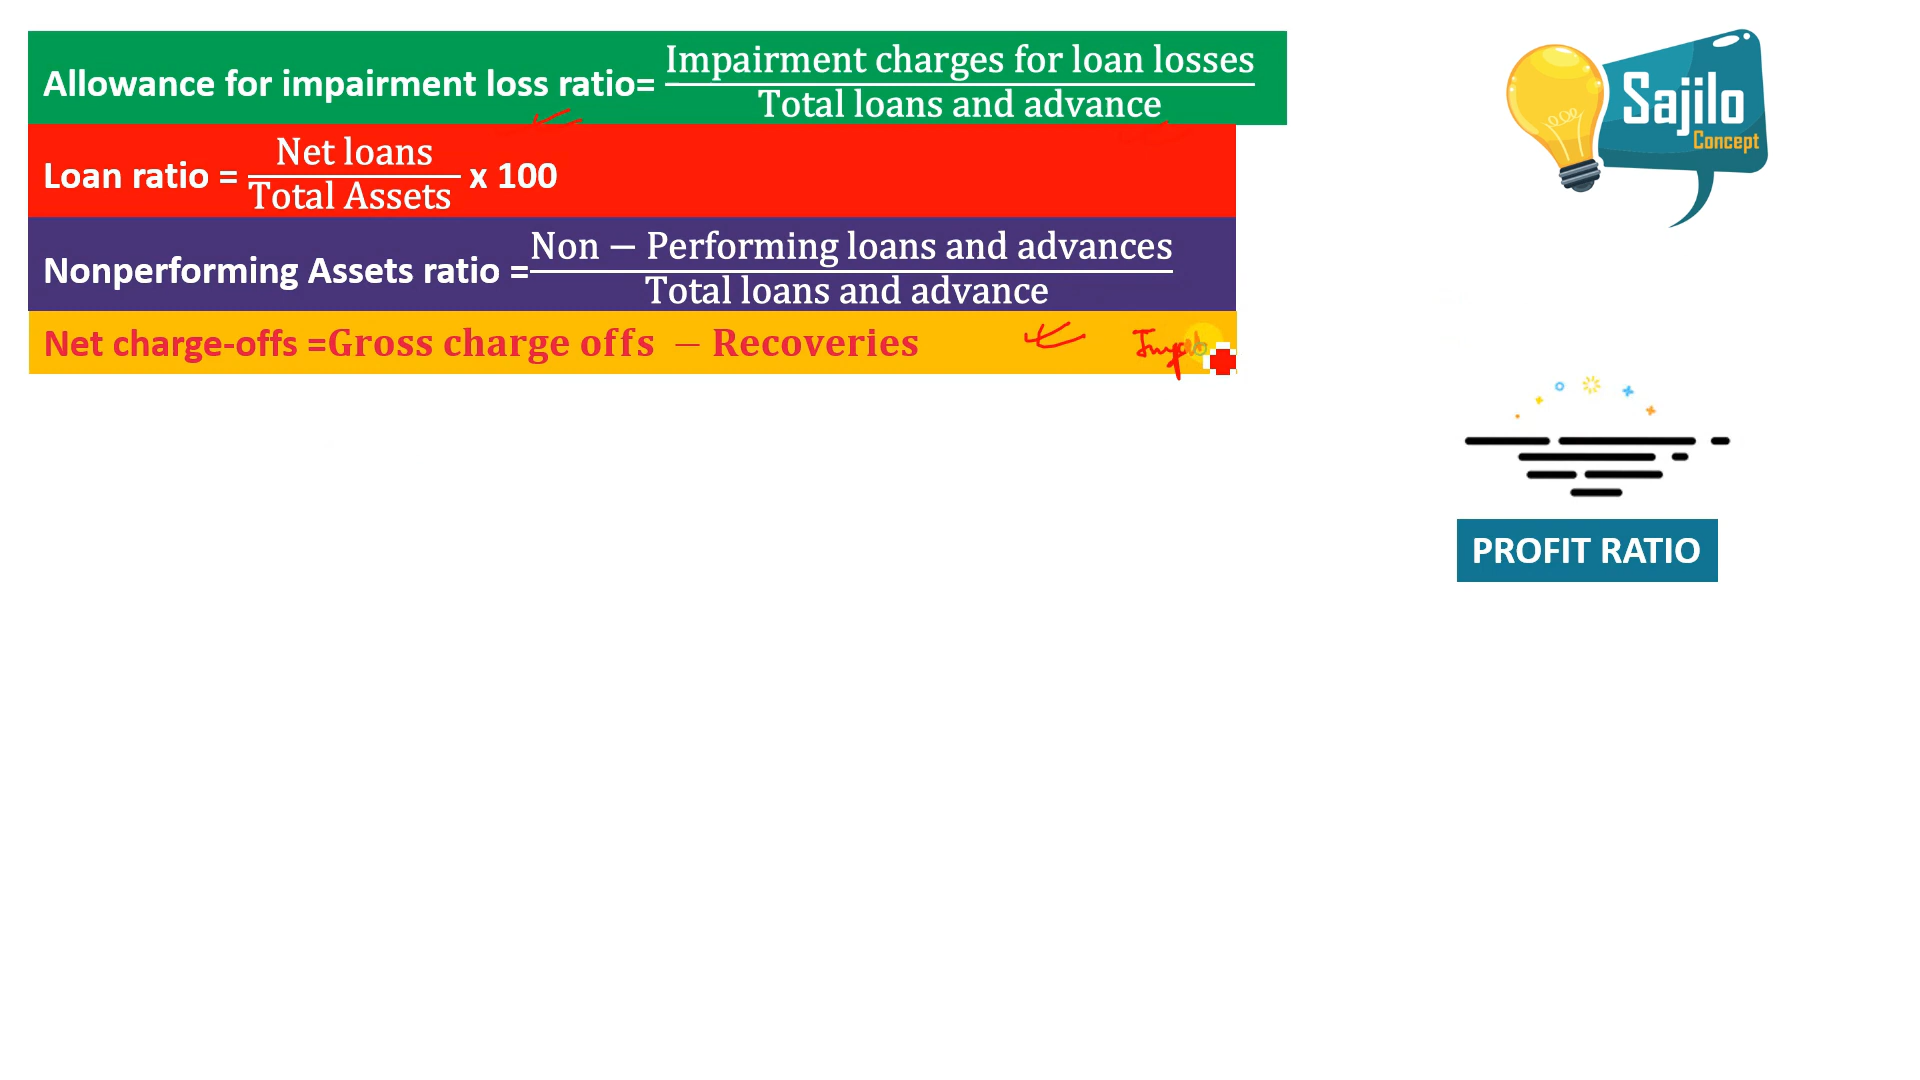 Allowance for impairment loss ratio= Impairment charges for loan losses / Total loans and advance
Loan ratio = Net loans / Total Assets x 100
Nonperforming Assets ratio = Non − Performing loans and advances / Total loans and advance
Net charge-offs =Gross charge offs − Recoveries
Sajilo
Concept
PROFIT RATIO